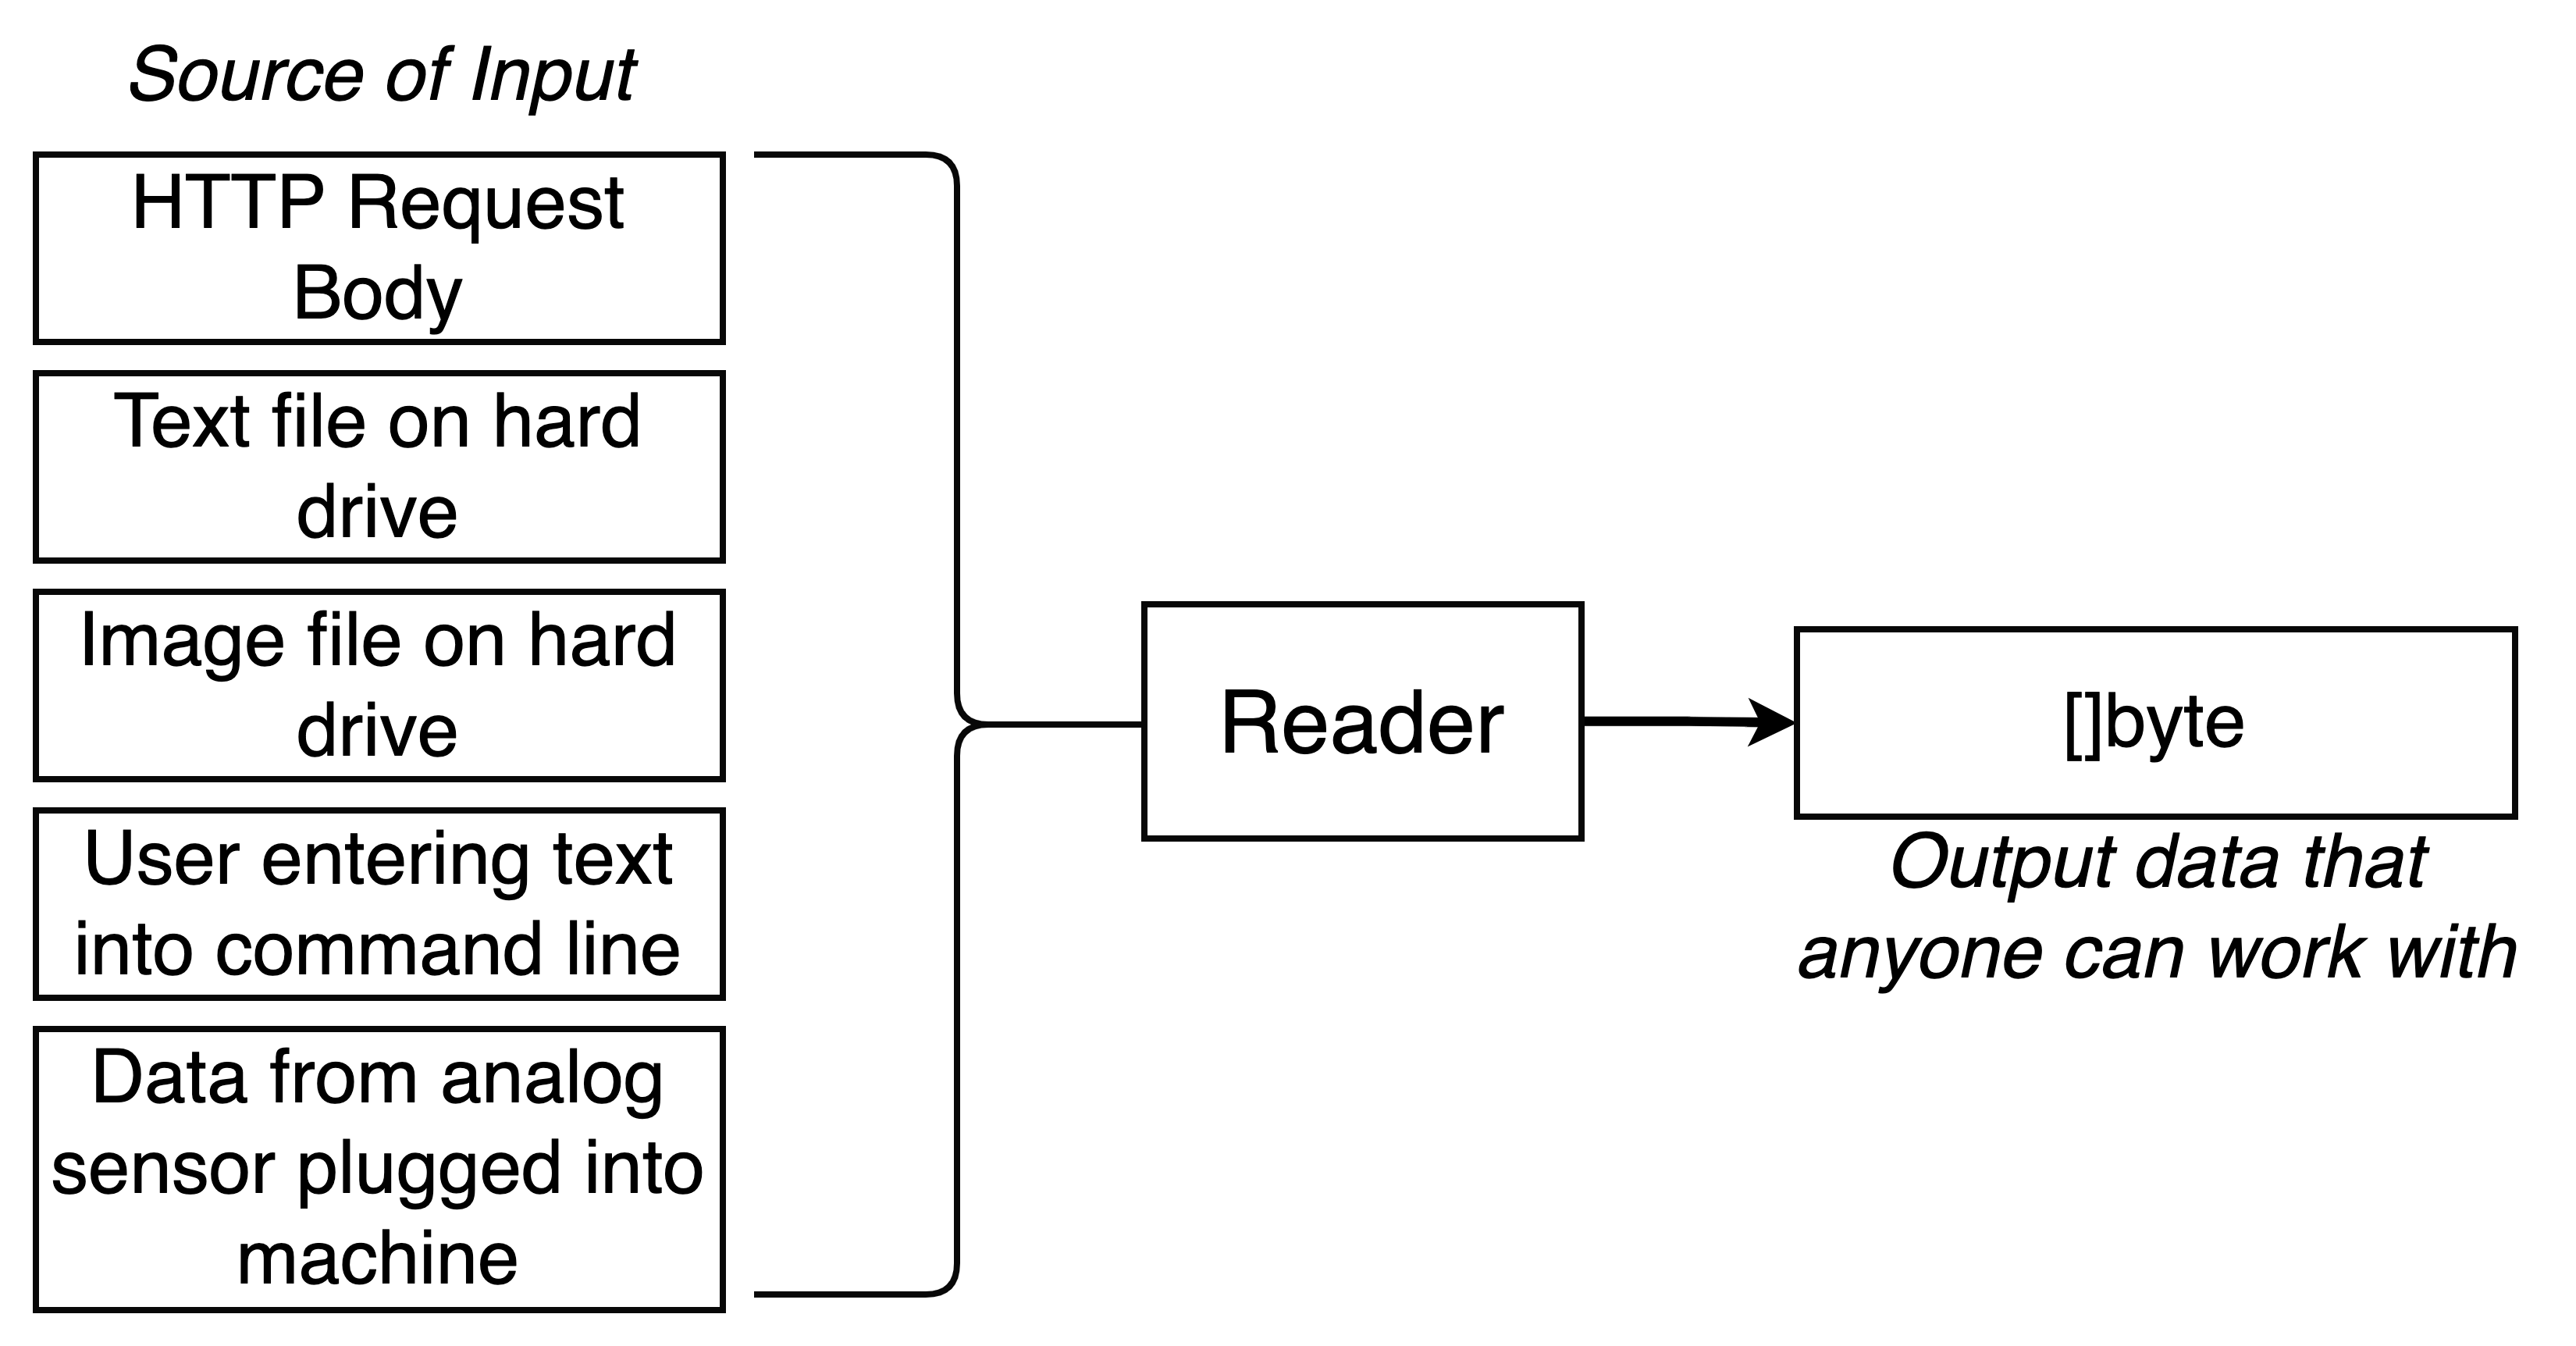 Source of Input
HTTP Request
Body
Text file on hard
drive
Image file on hard
drive
User entering text
into command line
Data from analog
sensor plugged into
machine
Reader
[]byte
Output data that
anyone can work with